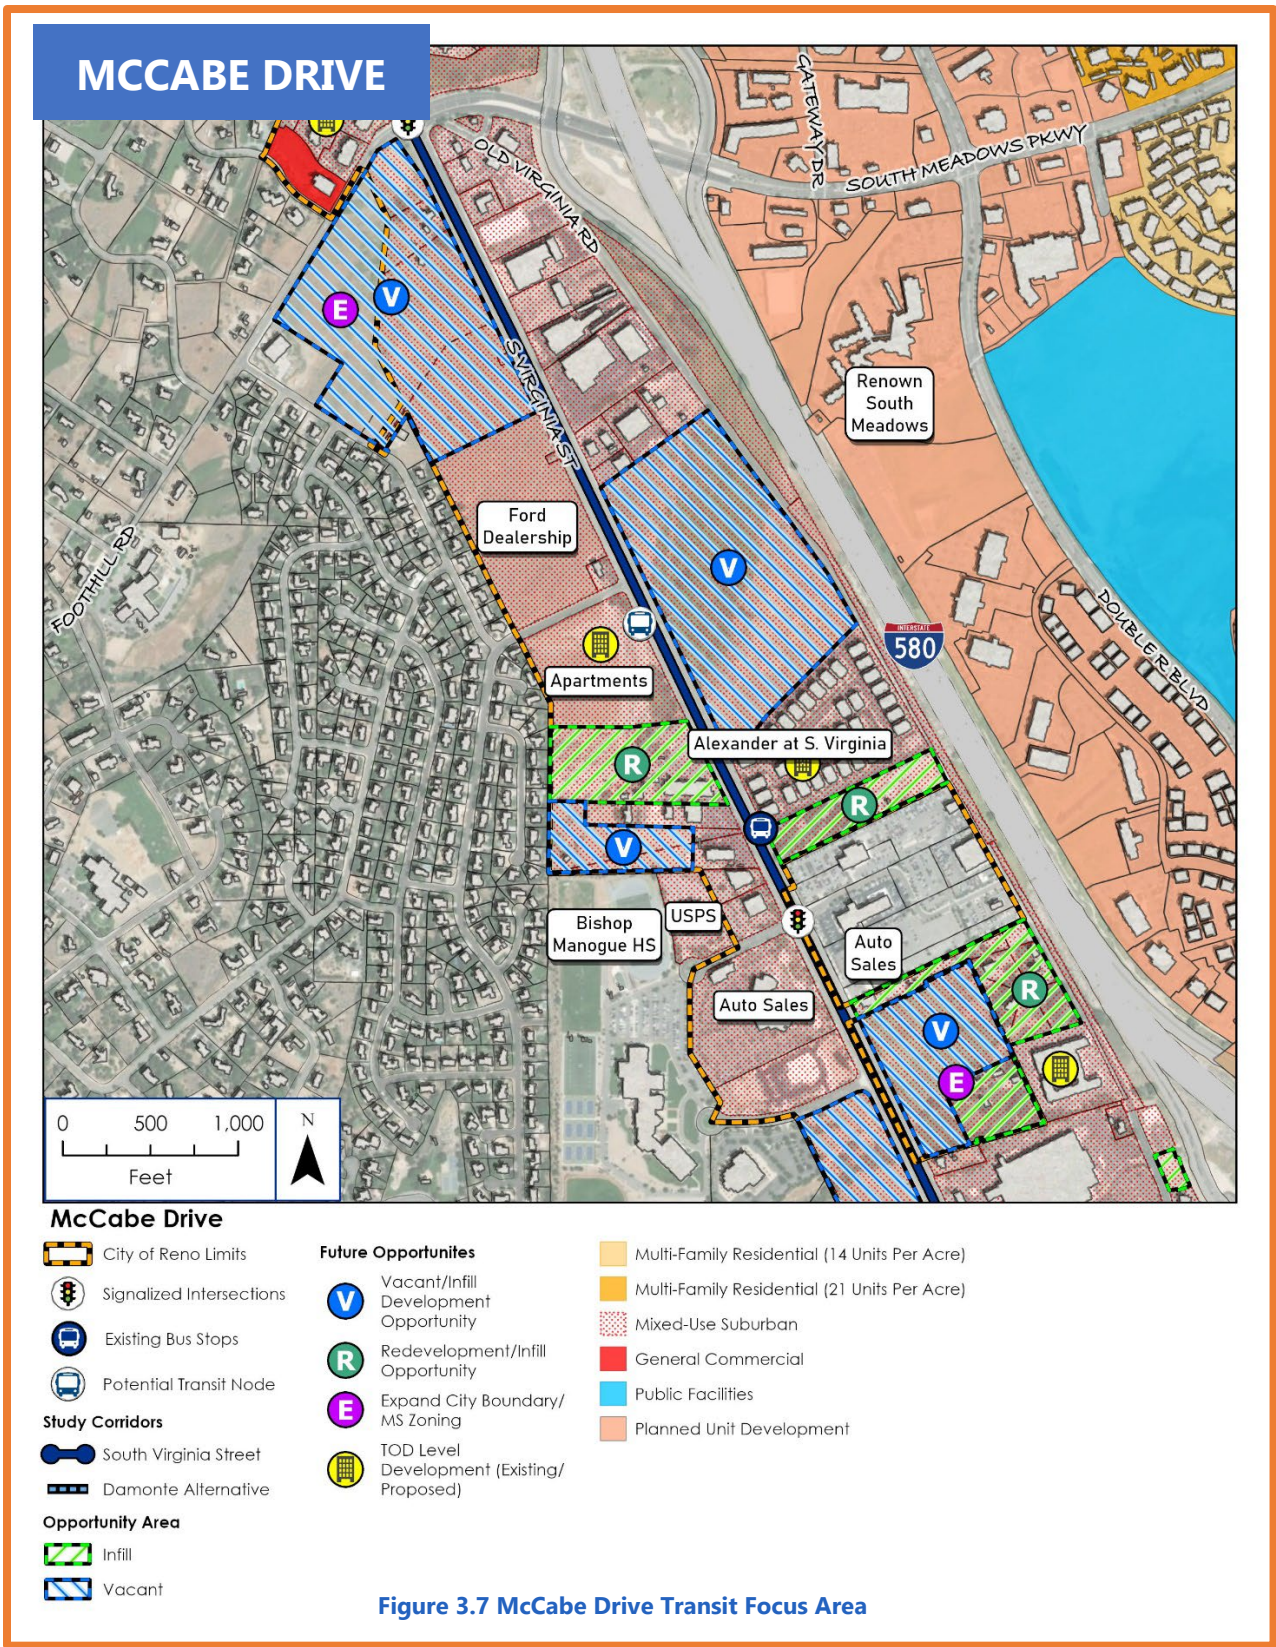 MCCABE DRIVE
GATEWAY DR
SOUTH MEADOWS PKWY
OLD VIRGINIA RD
E
V
S VIRGINIA ST
Renown
South
Meadows
Ford
Dealership
FOOTHILL RD
V
DOUBLE R BLVD
INTERSTATE
580
Apartments
Alexander at S. Virginia
R
R
V
Bishop
Manogue HS
USPS
Auto
Sales
Auto Sales
R
V
E
0 500 1,000
Feet
N
McCabe Drive
City of Reno Limits
Signalized Intersections
Existing Bus Stops
Potential Transit Node
Study Corridors
South Virginia Street
Damonte Alternative
Opportunity Area
Infill
Vacant
Future Opportunites
V
Vacant/Infill
Development
Opportunity
R
Redevelopment/Infill
Opportunity
E
Expand City Boundary/
MS Zoning
TOD Level
Development (Existing/
Proposed)
Multi-Family Residential (14 Units Per Acre)
Multi-Family Residential (21 Units Per Acre)
Mixed-Use Suburban
General Commercial
Public Facilities
Planned Unit Development
Figure 3.7 McCabe Drive Transit Focus Area